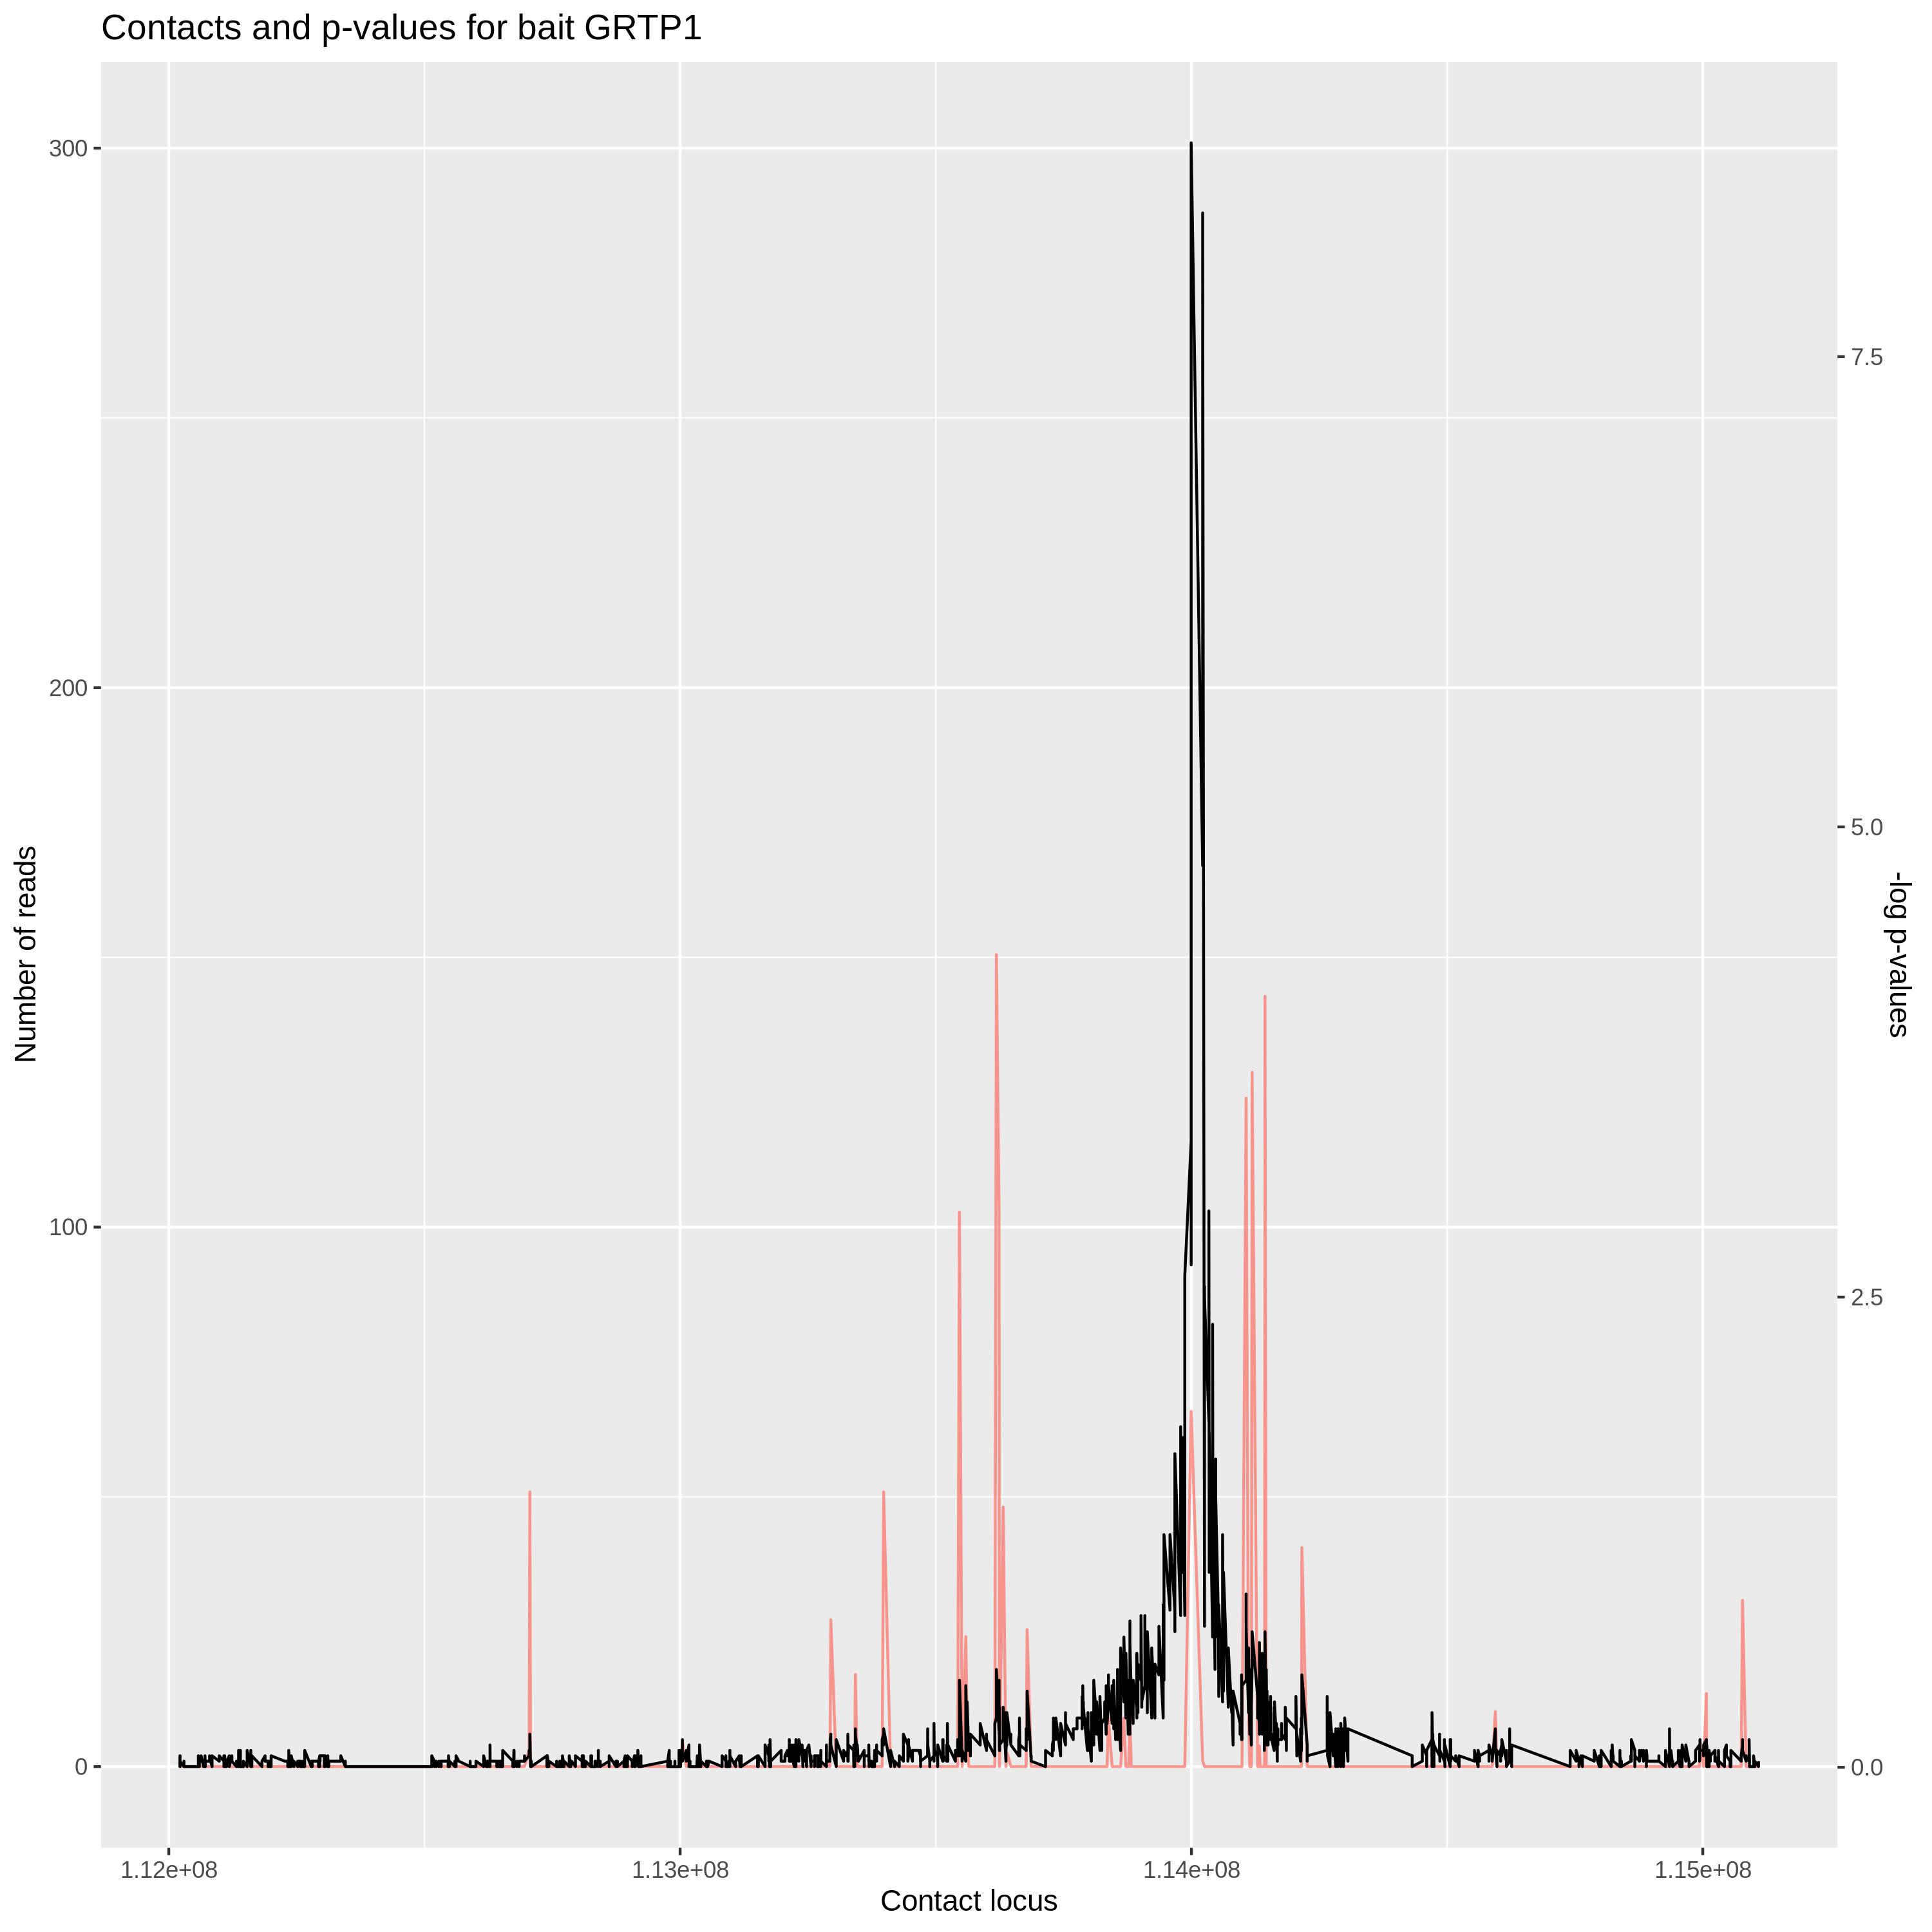 Contacts and p-values for bait GRTP1
300
200
100
0
Number of reads
7.5
5.0
2.5
0.0
-log p-values
1.12e+08
1.13e+08
1.14e+08
1.15e+08
Contact locus